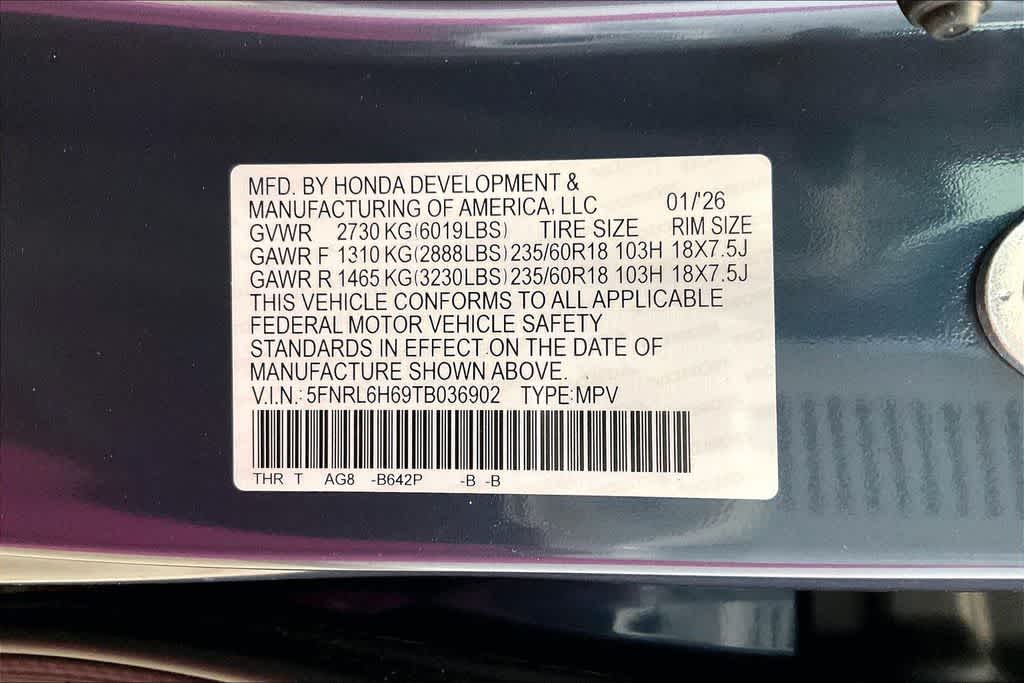 MFD. BY HONDA DEVELOPMENT &
MANUFACTURING OF AMERICA, LLC 01/'26
GVWR 2730 KG(6019LBS) TIRE SIZE RIM SIZE
GAWR F 1310 KG(2888LBS) 235/60R18 103H 18X7.5J
GAWR R 1465 KG(3230LBS) 235/60R18 103H 18X7.5J
THIS VEHICLE CONFORMS TO ALL APPLICABLE
FEDERAL MOTOR VEHICLE SAFETY
STANDARDS IN EFFECT ON THE DATE OF
MANUFACTURE SHOWN ABOVE.
V.I.N.: 5FNRL6H69TB036902 TYPE:MPV
THR T AG8 -B642P -B -B